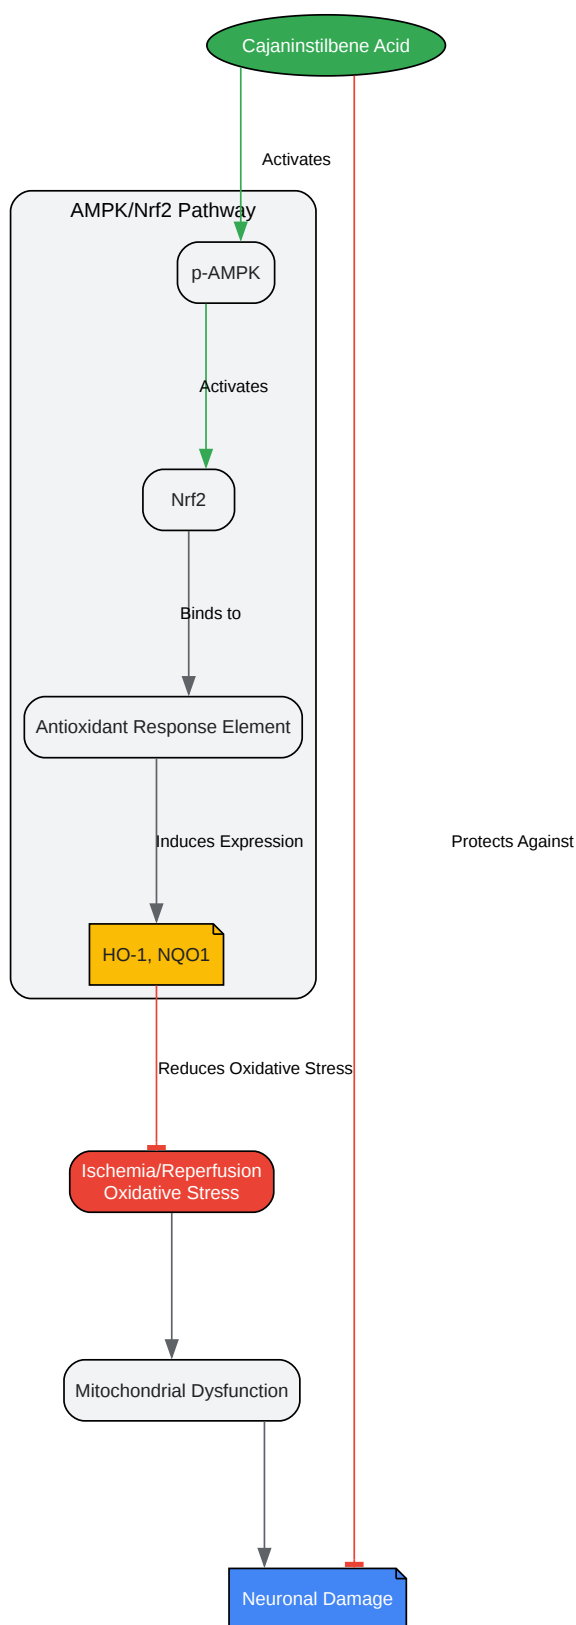 Cajaninstilbene Acid
Activates
AMPK/Nrf2 Pathway
p-AMPK
Activates
Nrf2
Binds to
Antioxidant Response Element
Induces Expression
Protects Against
HO-1, NQO1
Reduces Oxidative Stress
Ischemia/Reperfusion
Oxidative Stress
Mitochondrial Dysfunction
Neuronal Damage